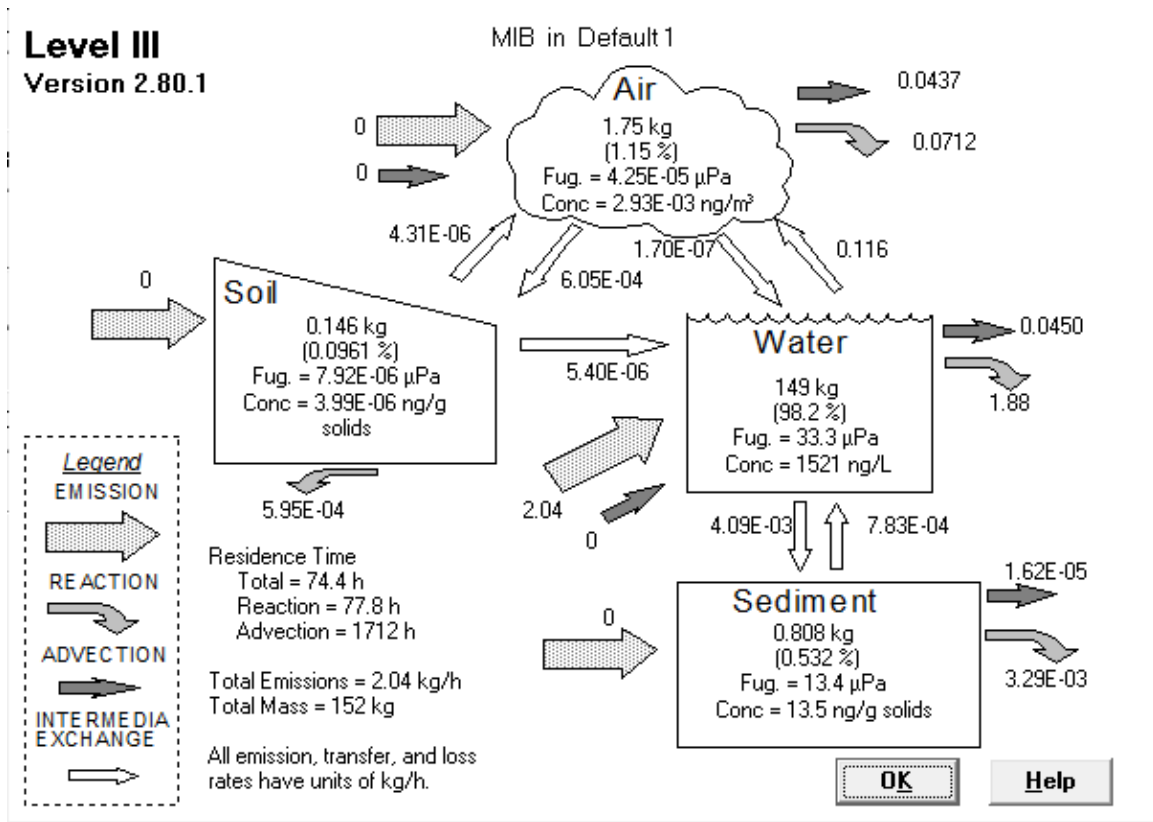 Level III
Version 2.80.1
MIB in Default1
Air
1.75 kg
(1.15 %)
Fug. = 4.25E-05 µPa
Conc = 2.93E-03 ng/m³
0
0
0.0437
0.0712
4.31E-06
6.05E-04
1.70E-07
0.116
0
Soil
0.146 kg
(0.0961 %)
Fug. = 7.92E-06 µPa
Conc = 3.99E-06 ng/g
solids
5.95E-04
5.40E-06
Water
149 kg
(98.2 %)
Fug. = 33.3 µPa
Conc = 1521 ng/L
0.0450
1.88
2.04
0
4.09E-03
7.83E-04
Legend
EMISSION
REACTION
ADVECTION
INTERMEDIA
EXCHANGE
Residence Time
Total = 74.4 h
Reaction = 77.8 h
Advection = 1712 h
Total Emissions = 2.04 kg/h
Total Mass = 152 kg
All emission, transfer, and loss
rates have units of kg/h.
0
Sediment
0.808 kg
(0.532 %)
Fug. = 13.4 µPa
Conc = 13.5 ng/g solids
1.62E-05
3.29E-03
OK
Help